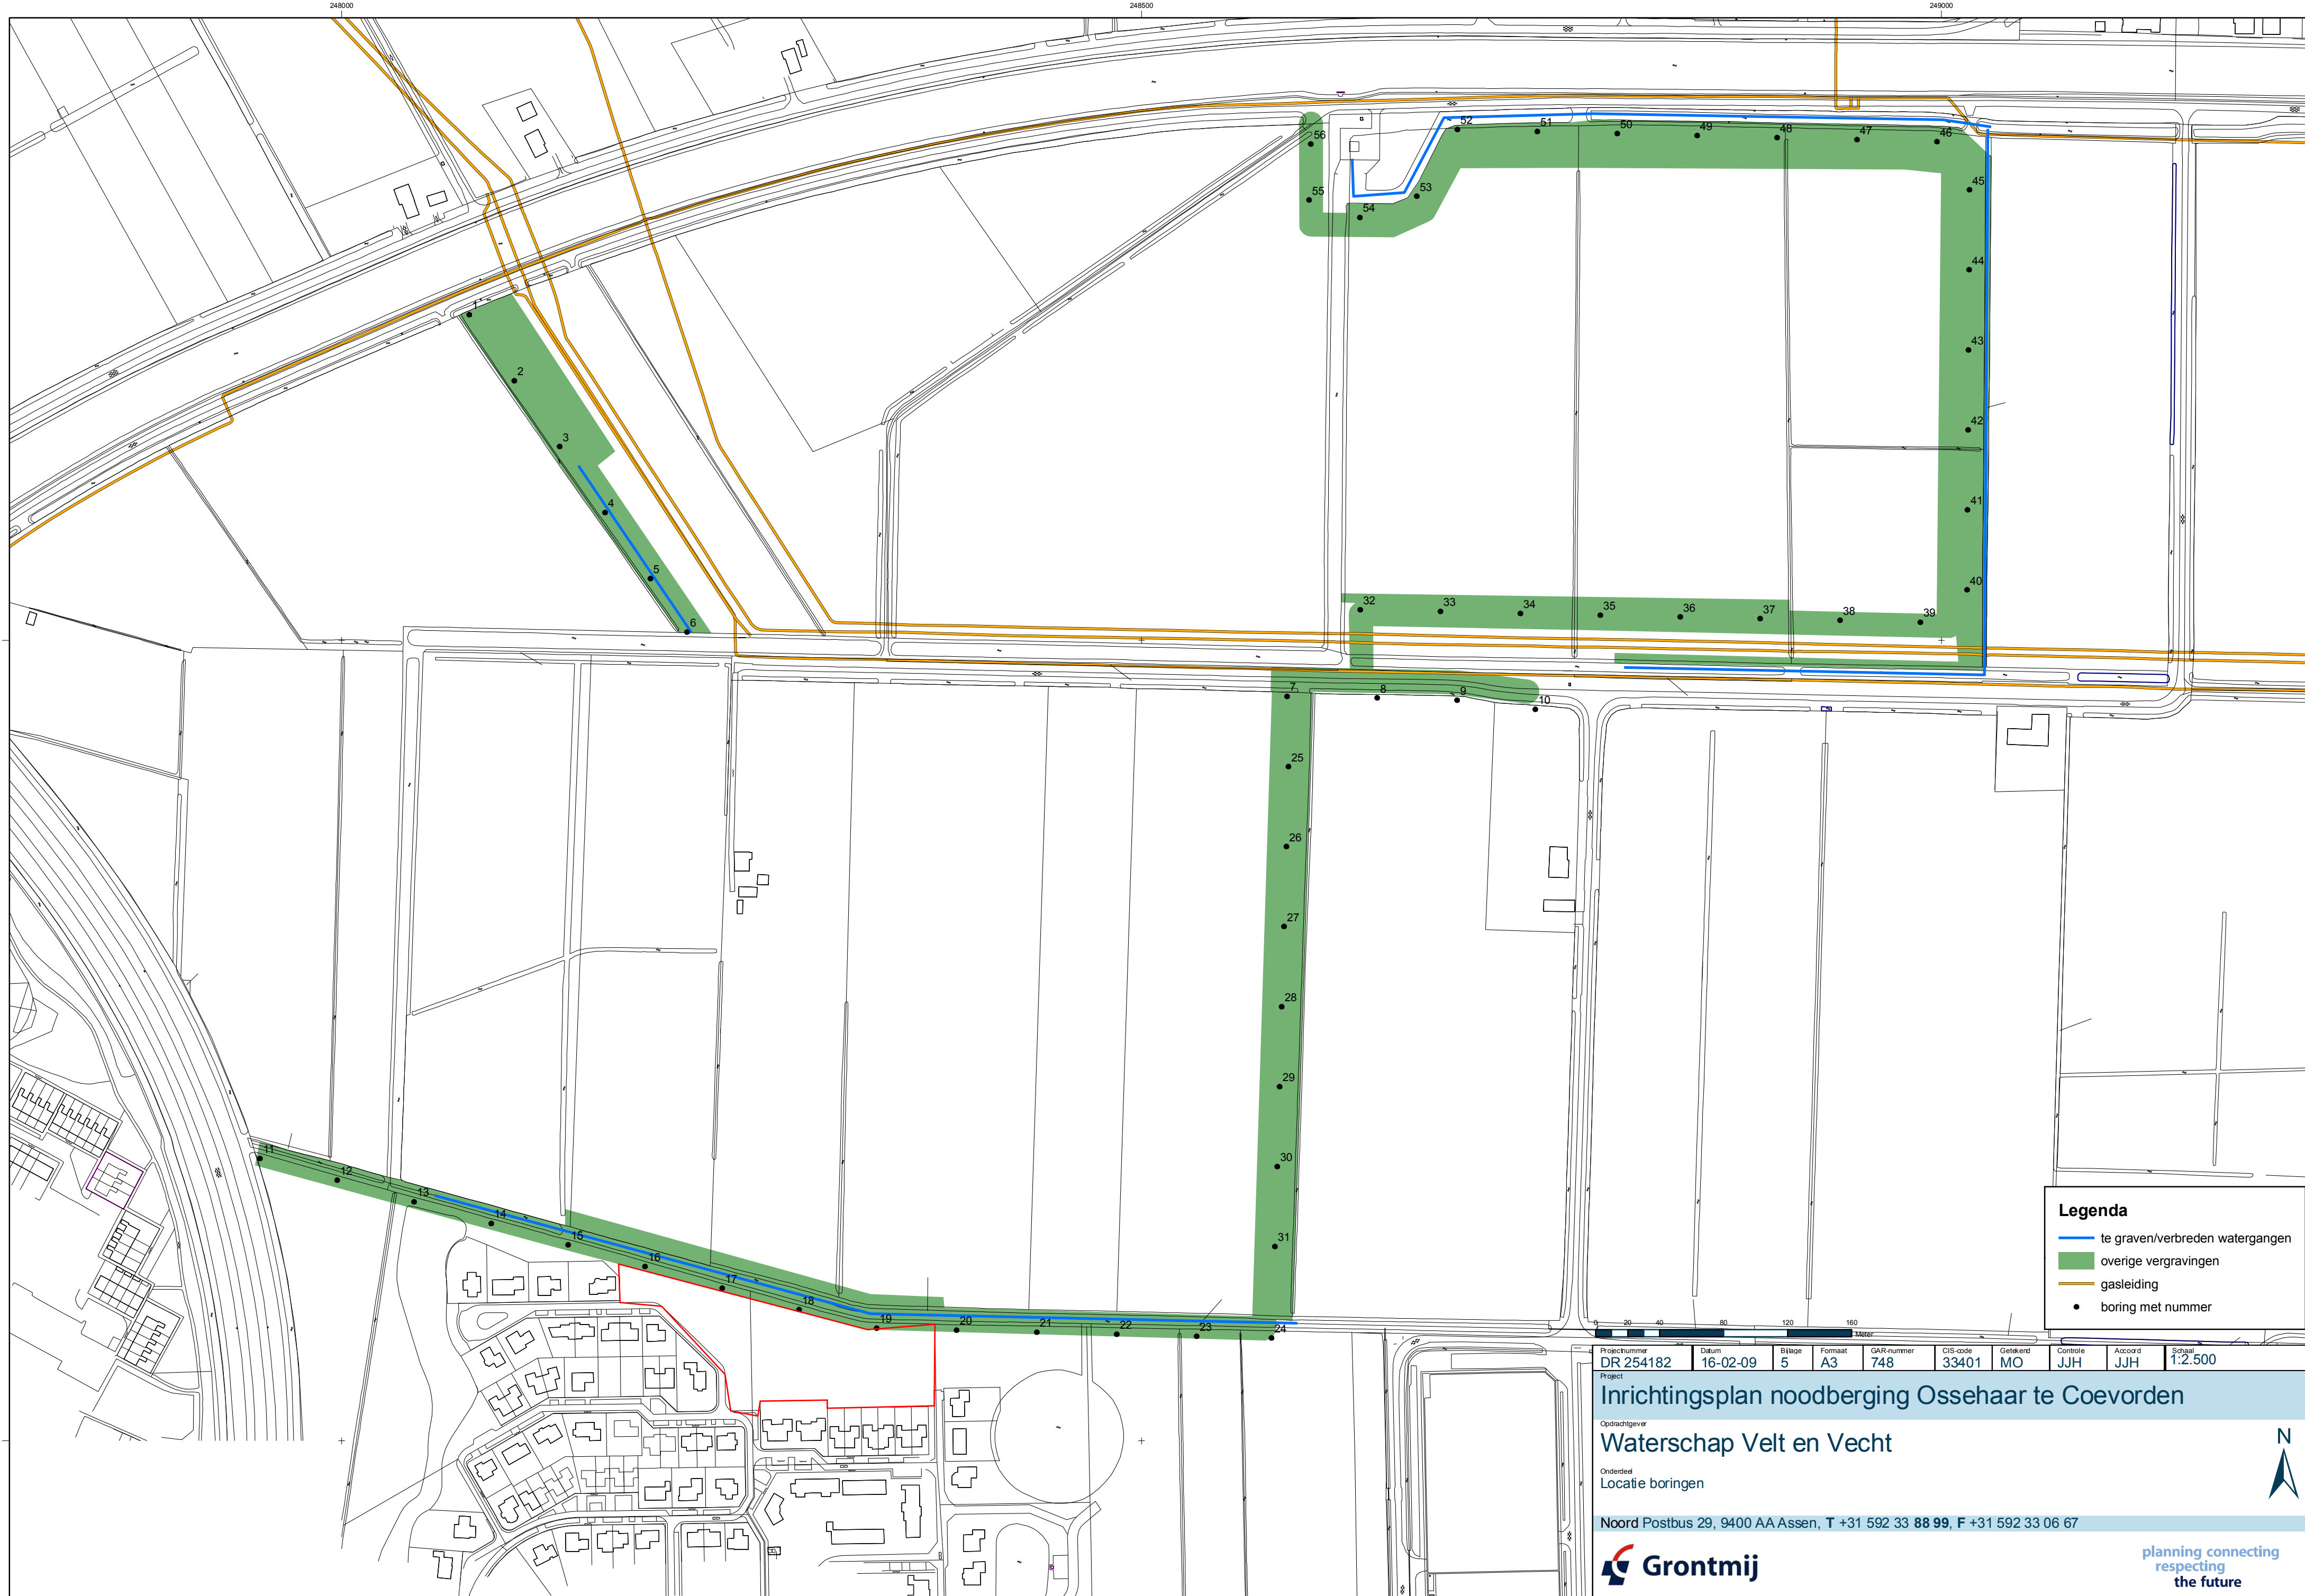 248000
248500
249000
56
52
51
50
49
48
47
46
55
54
53
45
44
43
42
41
40
1
2
3
4
5
6
32
33
34
35
36
37
38
39
7
8
9
10
25
26
27
28
29
30
31
11
12
13
14
15
16
17
18
19
20
21
22
23
24
Legenda
te graven/verbreden watergangen
overige vergravingen
gasleiding
boring met nummer
0 20 40 80 120 160
Meter
Projectnummer Datum Bijlage Formaat GAR-nummer CIS-code Getekend Controle Accoord Schaal
DR 254182 16-02-09 5 A3 748 33401 MO JJH JJH 1:2.500
Project
Inrichtingsplan noodberging Ossehaar te Coevorden
Opdrachtgever
Waterschap Velt en Vecht
N
Onderdeel
Locatie boringen
Noord Postbus 29, 9400 AA Assen, T +31 592 33 88 99, F +31 592 33 06 67
Grontmij
planning connecting
respecting
the future